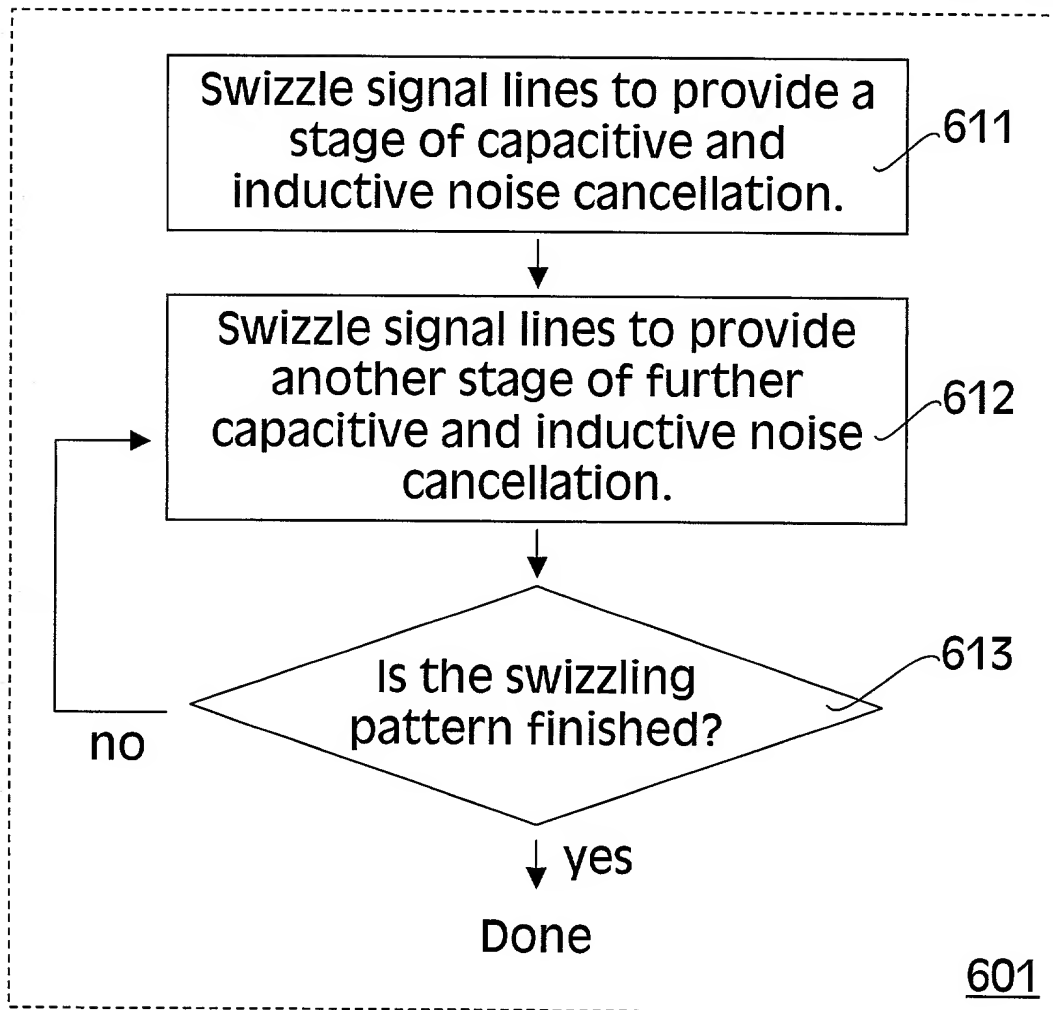 Swizzle signal lines to provide a
stage of capacitive and
inductive noise cancellation.
611
Swizzle signal lines to provide
another stage of further
capacitive and inductive noise
cancellation.
612
Is the swizzling
pattern finished?
613
no
yes
Done
601